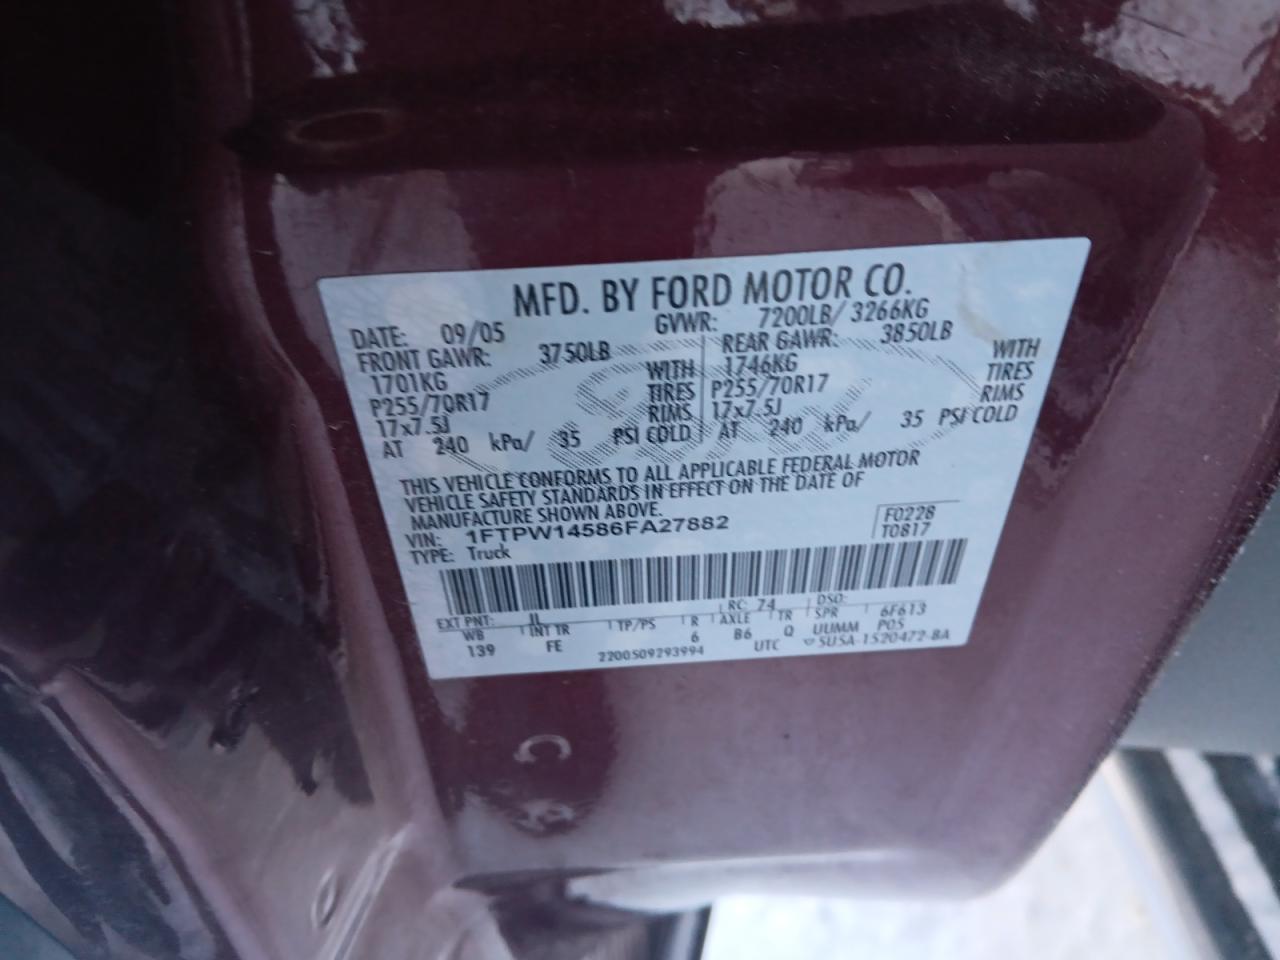 MFD. BY FORD MOTOR CO.
DATE: 09/05 GVWR: 7200LB/ 3266KG
FRONT GAWR: 3750LB REAR GAWR: 3850LB
1701KG WITH 1746KG WITH
P255/70R17 TIRES P255/70R17 TIRES
17x7.5J RIMS 17x7.5J RIMS
AT 240 kPa/ 35 PSI COLD AT 240 kPa/ 35 PSI COLD
THIS VEHICLE CONFORMS TO ALL APPLICABLE FEDERAL MOTOR
VEHICLE SAFETY STANDARDS IN EFFECT ON THE DATE OF
MANUFACTURE SHOWN ABOVE.
VIN: 1FTPW14586FA27882 F0228
TYPE: Truck T0817
EXT PNT: JL RC: 74 DSO:
WB INT TR TP/PS R AXLE TR SPR 6F613
139 FE 6 B6 Q UUMM P05
2200509293994 UTC 5U5A-1520472-BA